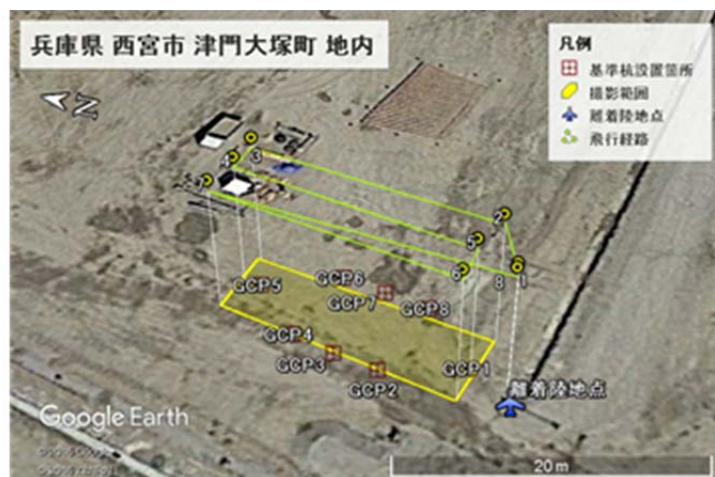 兵庫県 西宮市 津門大塚町 地内
凡例
基準杭設置箇所
撮影範囲
離着陸地点
飛行経路
N
3
4
2
5
6
8
1
GCP6
GCP5
GCP7
GCP8
GCP4
GCP3
GCP1
GCP2
離着陸地点
Google Earth
20 m